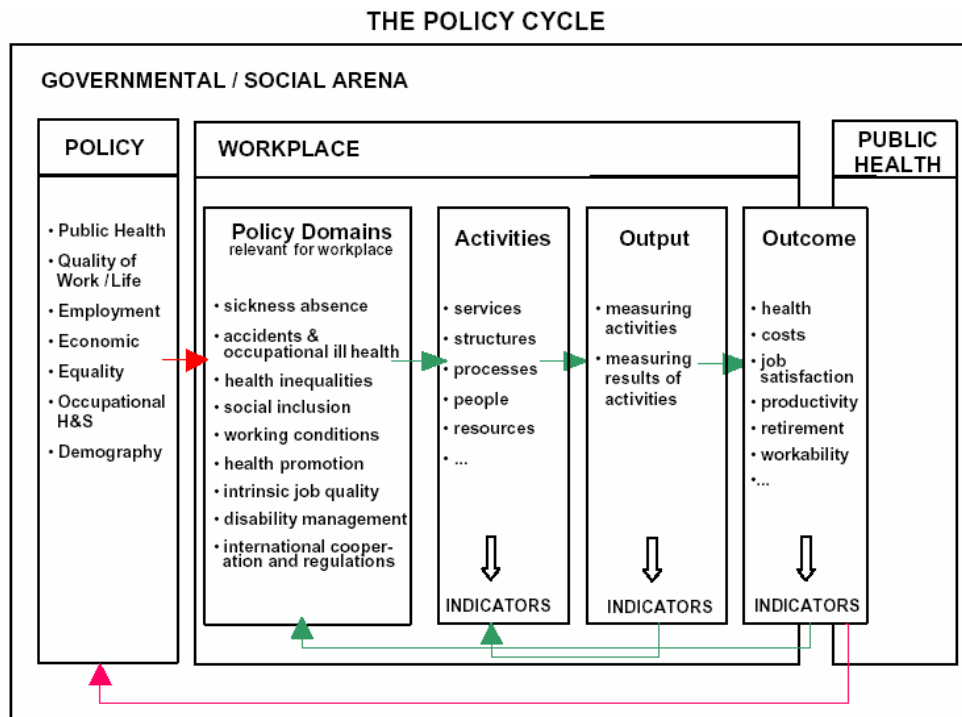 THE POLICY CYCLE
GOVERNMENTAL / SOCIAL ARENA
POLICY
• Public Health
• Quality of
Work / Life
• Employment
• Economic
• Equality
• Occupational
H&S
• Demography
WORKPLACE
Policy Domains
relevant for workplace
• sickness absence
• accidents &
occupational ill health
• health inequalities
• social inclusion
• working conditions
• health promotion
• intrinsic job quality
• disability management
• international cooper-
ation and regulations
Activities
• services
• structures
• processes
• people
• resources
• ...
INDICATORS
Output
• measuring
activities
• measuring
results of
activities
INDICATORS
Outcome
• health
• costs
• job
satisfaction
• productivity
• retirement
• workability
•...
INDICATORS
PUBLIC
HEALTH